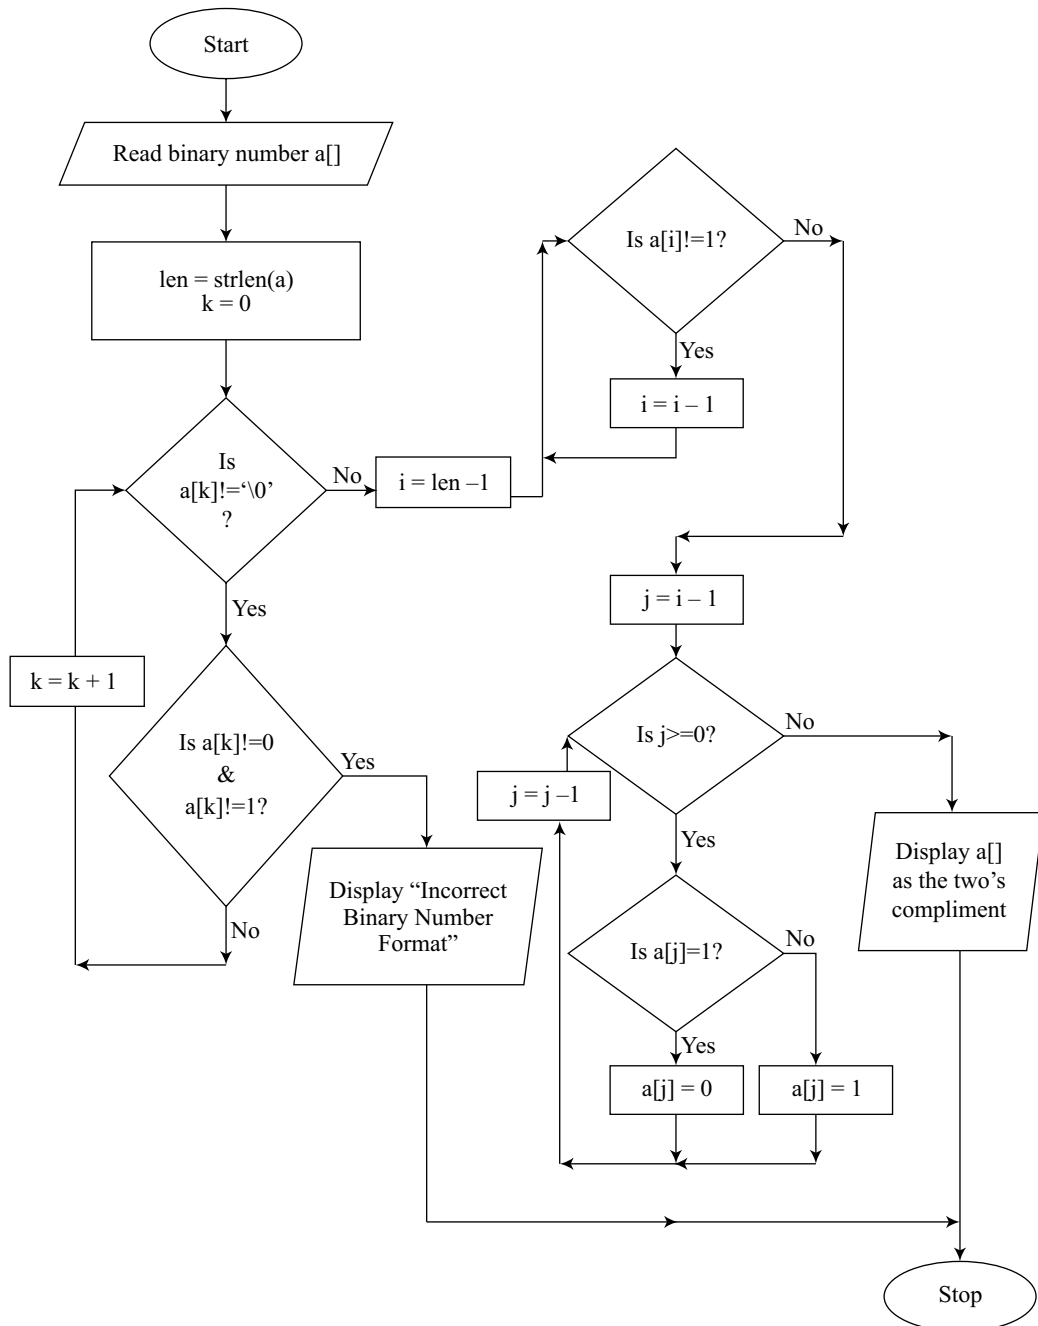 Start
Read binary number a[]
len = strlen(a)
k = 0
Is
a[k]!=‘\0’
?
No
i = len –1
Yes
k = k + 1
Is a[k]!=0
&
a[k]!=1?
Yes
No
Display “Incorrect
Binary Number
Format”
Is a[i]!=1?
No
Yes
i = i – 1
j = i – 1
Is j>=0?
No
j = j –1
Yes
Is a[j]=1?
No
Yes
a[j] = 0
a[j] = 1
Display a[]
as the two’s
compliment
Stop